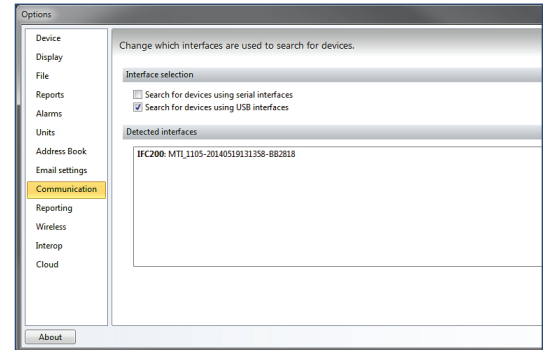 Options
Device
Display
File
Reports
Alarms
Units
Address Book
Email settings
Communication
Reporting
Wireless
Interop
Cloud
About
Change which interfaces are used to search for devices.
Interface selection
Search for devices using serial interfaces
Search for devices using USB interfaces
Detected interfaces
IFC200: MTI_1105-20140519131358-BB2818